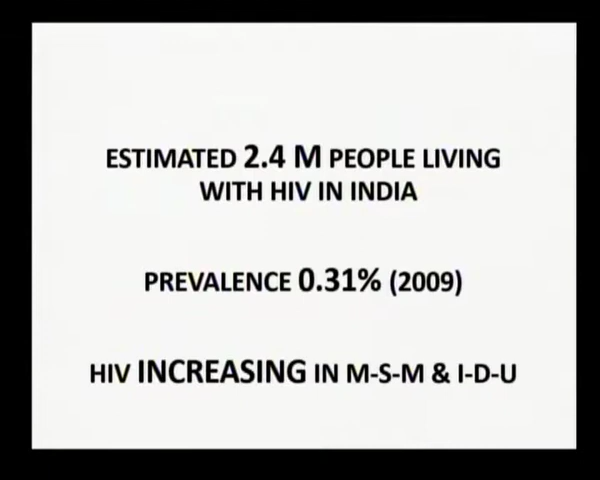 ESTIMATED 2.4 M PEOPLE LIVING
WITH HIV IN INDIA
PREVALENCE 0.31% (2009)
HIV INCREASING IN M-S-M & I-D-U